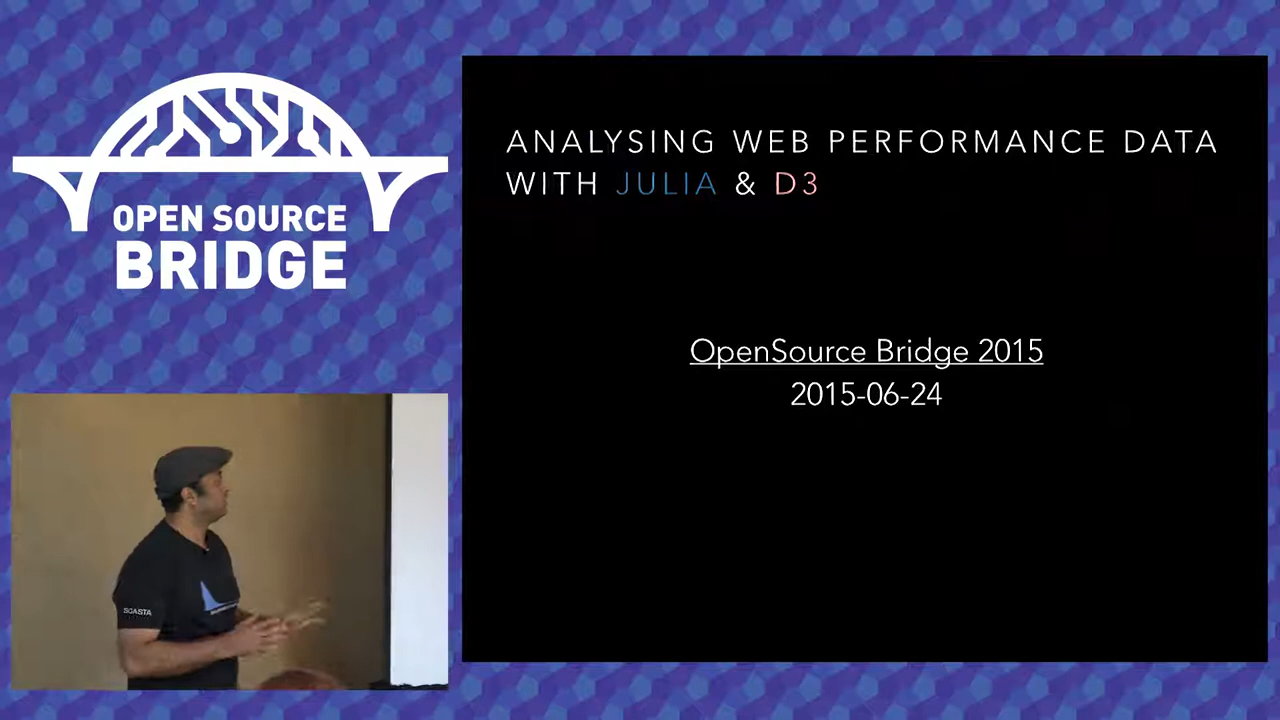 OPEN SOURCE
BRIDGE
ANALYSING WEB PERFORMANCE DATA
WITH JULIA & D3
OpenSource Bridge 2015
2015-06-24
SOASTA